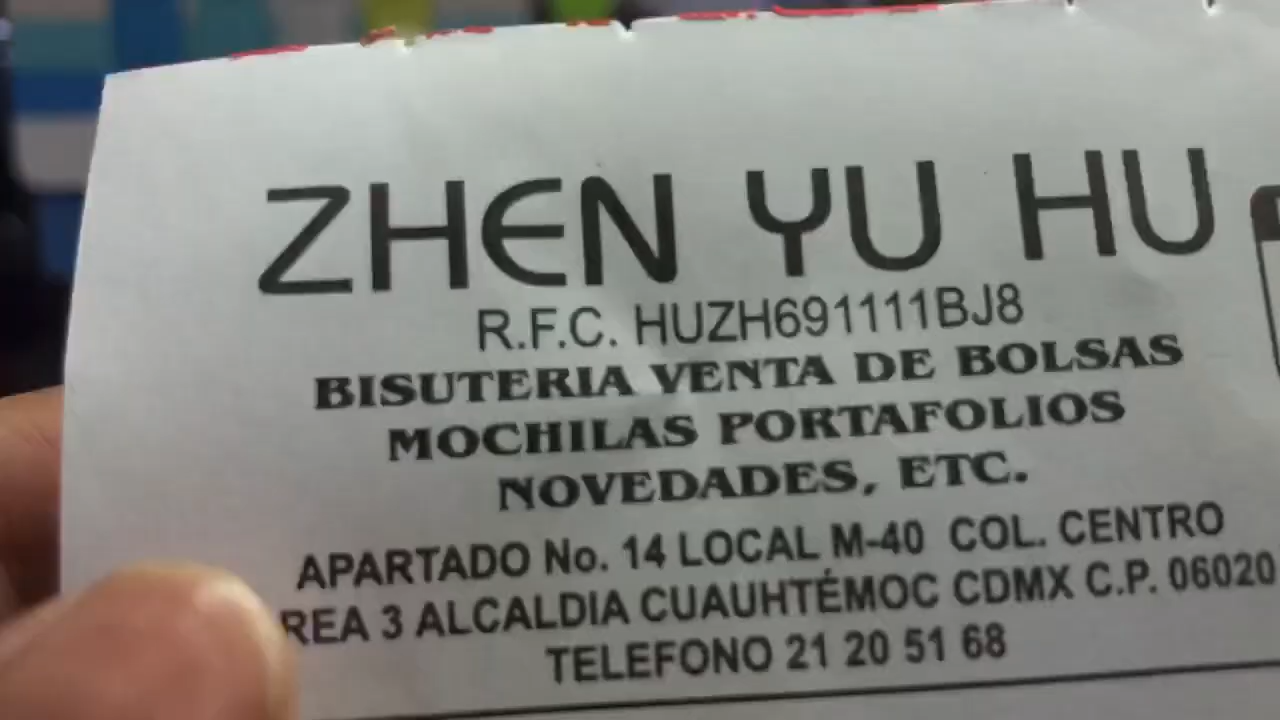 ZHEN YU HU
R.F.C. HUZH691111BJ8
BISUTERIA VENTA DE BOLSAS
MOCHILAS PORTAFOLIOS
NOVEDADES, ETC.
APARTADO No. 14 LOCAL M-40 COL. CENTRO
REA 3 ALCALDIA CUAUHTÉMOC CDMX C.P. 06020
TELEFONO 21 20 51 68